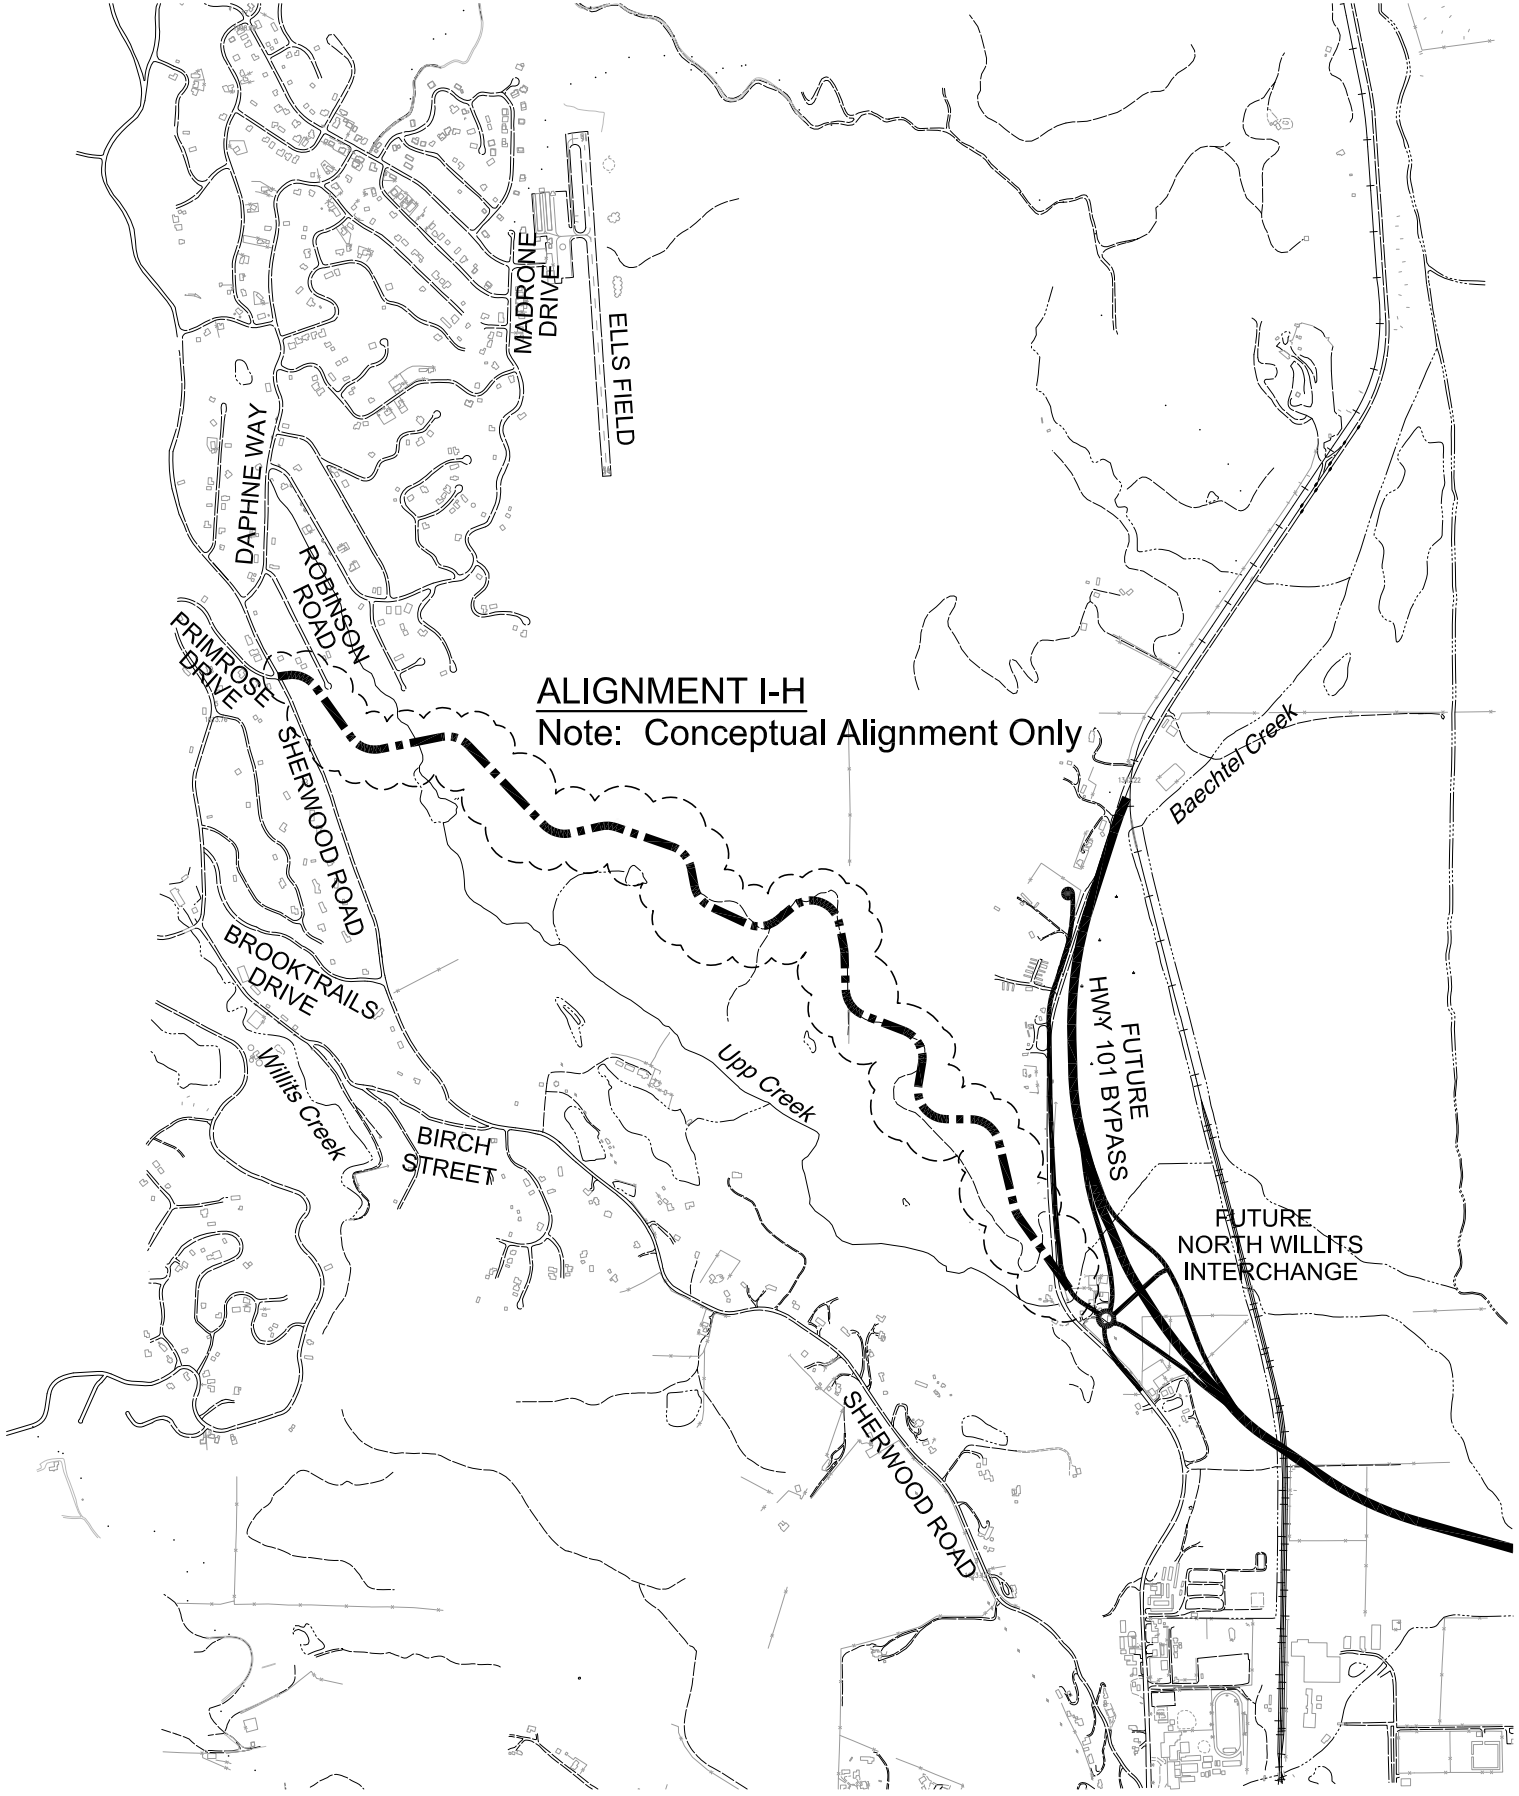 MADRONE
DRIVE
ELLS FIELD
DAPHNE WAY
ROBINSON
ROAD
PRIMROSE
DRIVE
ALIGNMENT I-H
Note: Conceptual Alignment Only
SHERWOOD ROAD
Baechtel Creek
BROOKTRAILS
DRIVE
FUTURE
HWY 101 BYPASS
Willits Creek
Upp Creek
BIRCH
STREET
FUTURE
NORTH WILLITS
INTERCHANGE
SHERWOOD ROAD